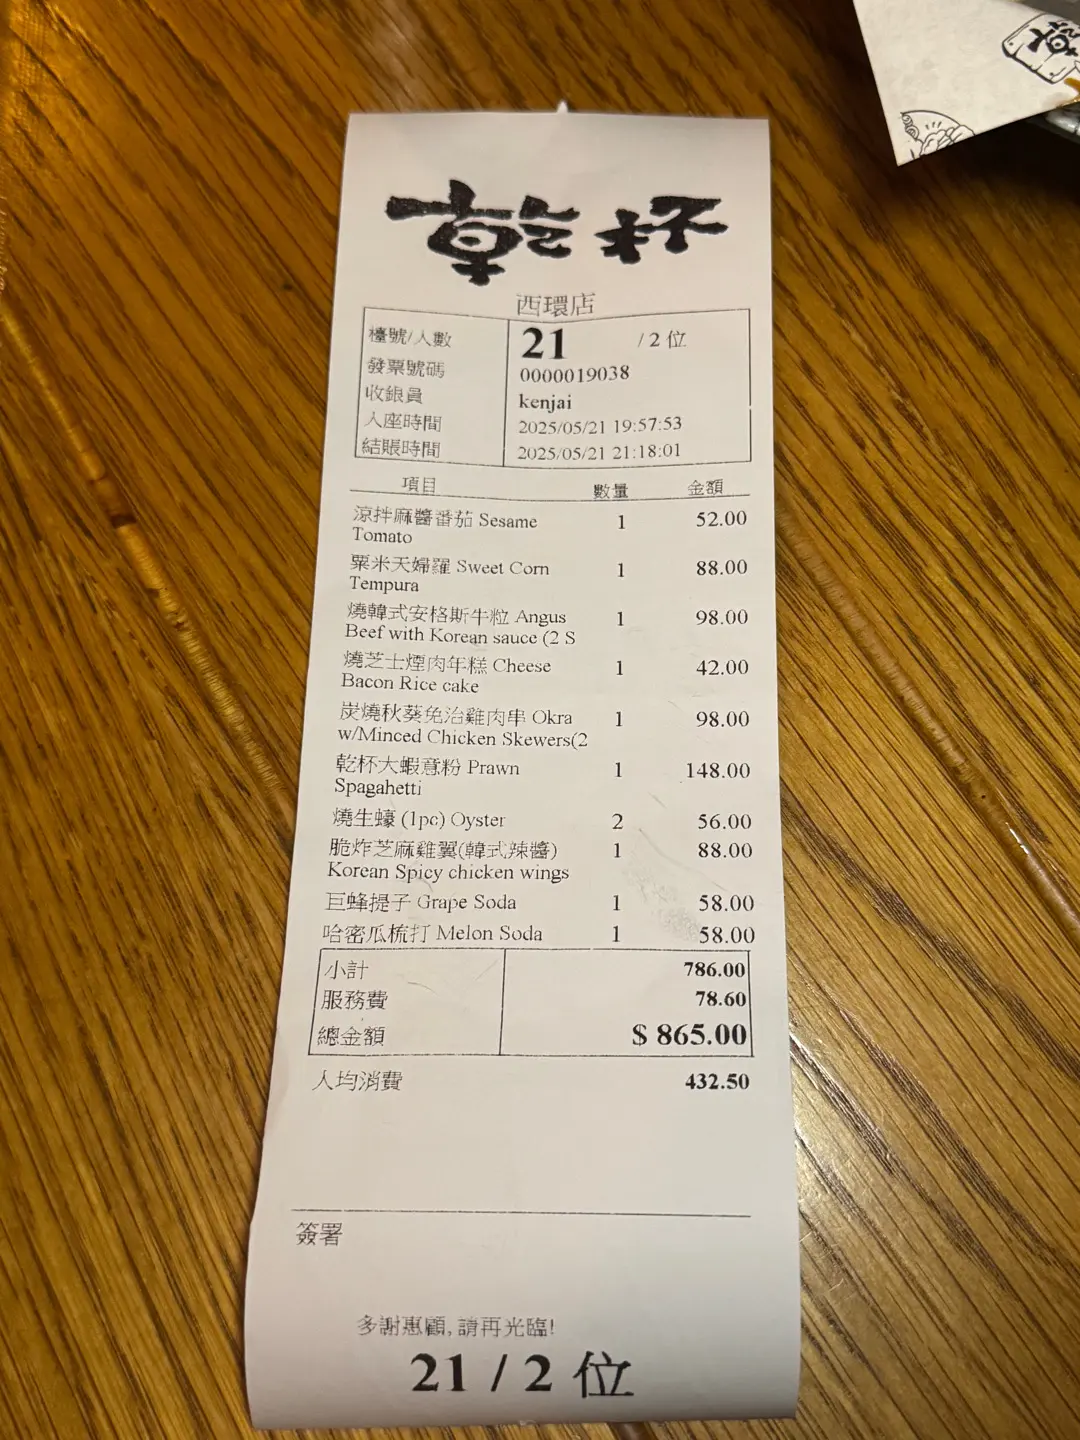 乾杯
西環店
檯號/人數 21 /2 位
發票號碼 0000019038
收銀員 kenjai
入座時間 2025/05/21 19:57:53
結賬時間 2025/05/21 21:18:01
項目 數量 金額
涼拌麻醬番茄 Sesame 1 52.00
Tomato
粟米天婦羅 Sweet Corn 1 88.00
Tempura
燒韓式安格斯牛粒 Angus 1 98.00
Beef with Korean sauce (2 S
燒芝士煙肉年糕 Cheese 1 42.00
Bacon Rice cake
炭燒秋葵免治雞肉串 Okra 1 98.00
w/Minced Chicken Skewers(2
乾杯大蝦意粉 Prawn 1 148.00
Spagahetti
燒生蠔 (1pc) Oyster 2 56.00
脆炸芝麻雞翼(韓式辣醬) 1 88.00
Korean Spicy chicken wings
巨蜂提子 Grape Soda 1 58.00
哈密瓜梳打 Melon Soda 1 58.00
小計 786.00
服務費 78.60
總金額 $ 865.00
人均消費 432.50
簽署
多謝惠顧, 請再光臨!
21 / 2 位